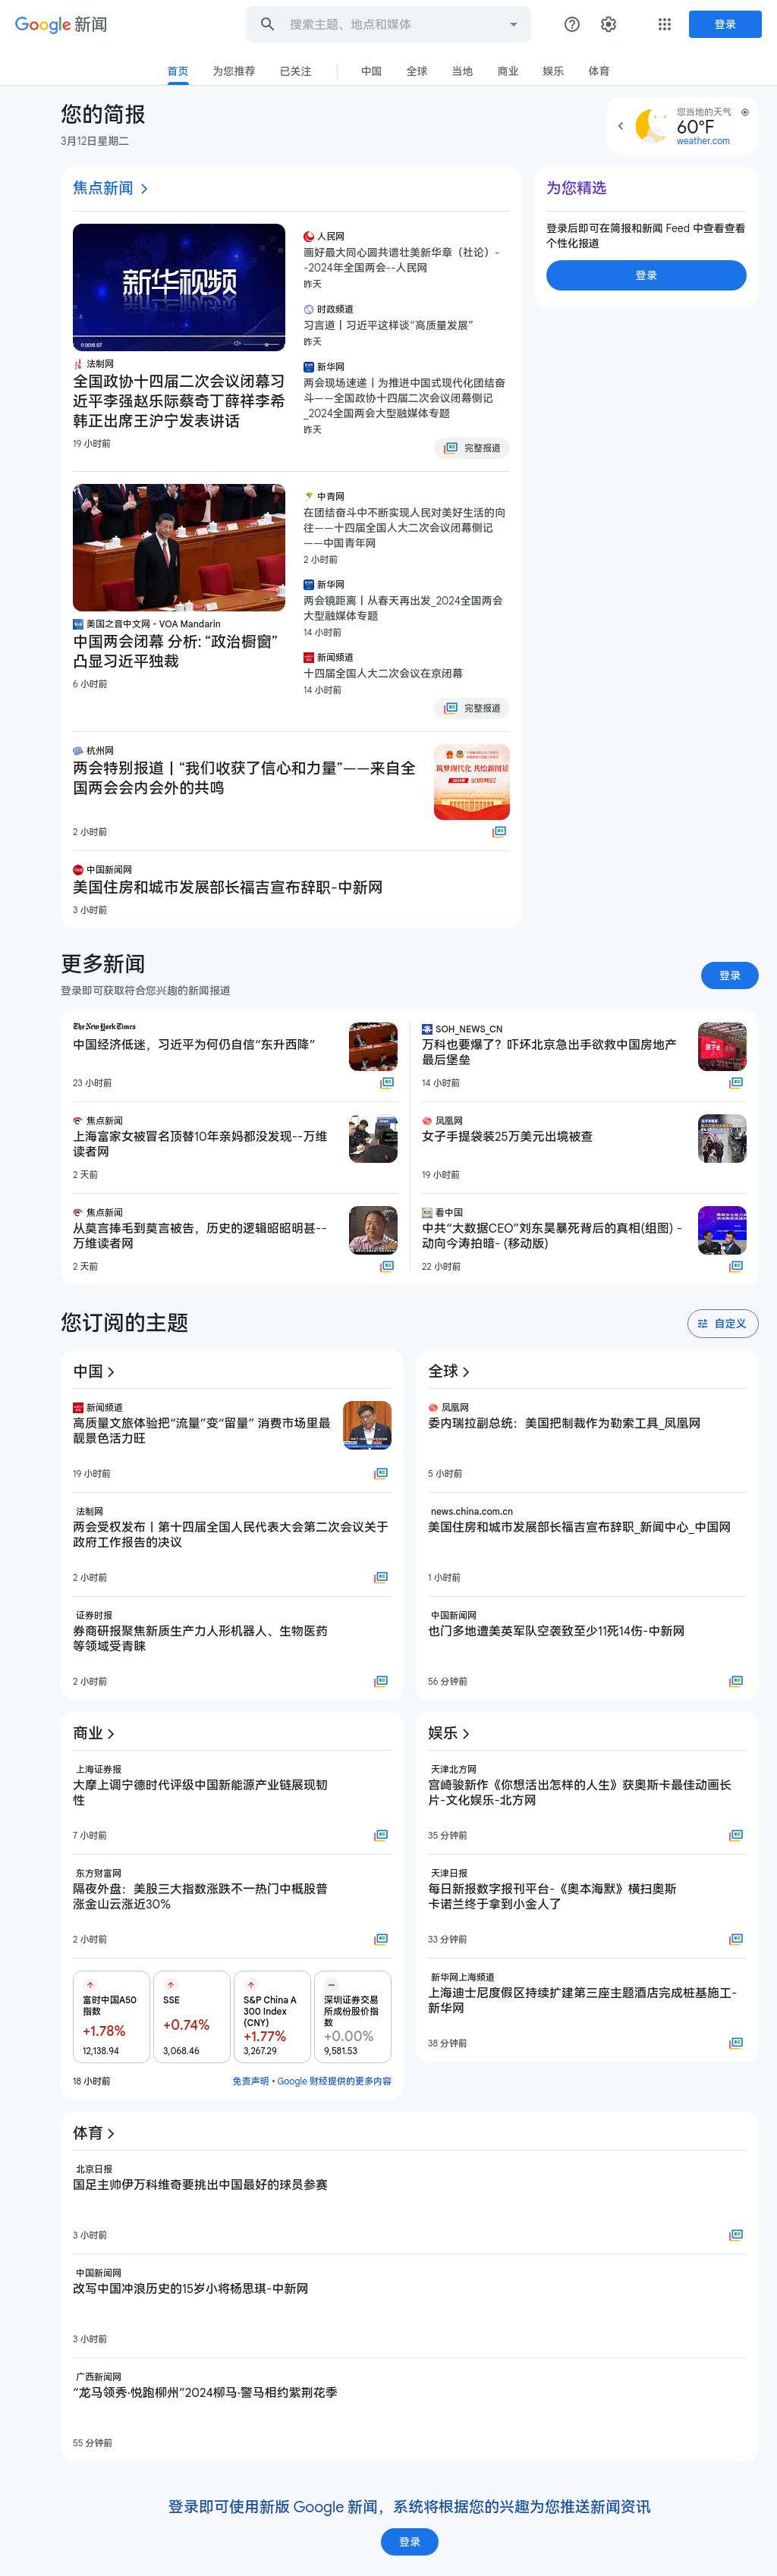 Google 新闻
搜索主题、地点和媒体
登录
首页
为您推荐
已关注
中国
全球
当地
商业
娱乐
体育
您的简报
3月12日星期二
您当地的天气
60°F
weather.com
焦点新闻
新华视频
0:00/6:07
法制网
全国政协十四届二次会议闭幕习
近平李强赵乐际蔡奇丁薛祥李希
韩正出席王沪宁发表讲话
19 小时前
人民网
画好最大同心圆共谱壮美新华章（社论）-
-2024年全国两会--人民网
昨天
时政频道
习言道丨习近平这样谈“高质量发展”
昨天
新华网
两会现场速递丨为推进中国式现代化团结奋
斗——全国政协十四届二次会议闭幕侧记
_2024全国两会大型融媒体专题
昨天
完整报道
为您精选
登录后即可在简报和新闻 Feed 中查看查看
个性化报道
登录
美国之音中文网 - VOA Mandarin
中国两会闭幕 分析: “政治橱窗”
凸显习近平独裁
6 小时前
中青网
在团结奋斗中不断实现人民对美好生活的向
往——十四届全国人大二次会议闭幕侧记
——中国青年网
2 小时前
新华网
两会镜距离丨从春天再出发_2024全国两会
大型融媒体专题
14 小时前
新闻频道
十四届全国人大二次会议在京闭幕
14 小时前
完整报道
杭州网
两会特别报道丨“我们收获了信心和力量”——来自全
国两会会内会外的共鸣
2 小时前
筑梦现代化 共绘新图景
中国新闻网
美国住房和城市发展部长福吉宣布辞职-中新网
3 小时前
更多新闻
登录即可获取符合您兴趣的新闻报道
登录
The New York Times
中国经济低迷，习近平为何仍自信“东升西降”
23 小时前
SOH_NEWS_CN
万科也要爆了？吓坏北京急出手欲救中国房地产
最后堡垒
14 小时前
焦点新闻
上海富家女被冒名顶替10年亲妈都没发现--万维
读者网
2 天前
凤凰网
女子手提袋装25万美元出境被查
19 小时前
焦点新闻
从莫言捧毛到莫言被告，历史的逻辑昭昭明甚--
万维读者网
2 天前
看中国
中共“大数据CEO”刘东昊暴死背后的真相(组图) -
动向今涛拍暗- (移动版)
22 小时前
您订阅的主题
自定义
中国
新闻频道
高质量文旅体验把“流量”变“留量” 消费市场里最
靓景色活力旺
19 小时前
法制网
两会受权发布丨第十四届全国人民代表大会第二次会议关于
政府工作报告的决议
2 小时前
证券时报
券商研报聚焦新质生产力人形机器人、生物医药
等领域受青睐
2 小时前
全球
凤凰网
委内瑞拉副总统：美国把制裁作为勒索工具_凤凰网
5 小时前
news.china.com.cn
美国住房和城市发展部长福吉宣布辞职_新闻中心_中国网
1 小时前
中国新闻网
也门多地遭美英军队空袭致至少11死14伤-中新网
56 分钟前
商业
上海证券报
大摩上调宁德时代评级中国新能源产业链展现韧
性
7 小时前
东方财富网
隔夜外盘：美股三大指数涨跌不一热门中概股普
涨金山云涨近30%
2 小时前
富时中国A50
指数
+1.78%
12,138.94
SSE
+0.74%
3,068.46
S&P China A
300 Index
(CNY)
+1.77%
3,267.29
深圳证券交易
所成份股价指
数
+0.00%
9,581.53
18 小时前
免责声明 • Google 财经提供的更多内容
娱乐
天津北方网
宫崎骏新作《你想活出怎样的人生》获奥斯卡最佳动画长
片-文化娱乐-北方网
35 分钟前
天津日报
每日新报数字报刊平台-《奥本海默》横扫奥斯
卡诺兰终于拿到小金人了
33 分钟前
新华网上海频道
上海迪士尼度假区持续扩建第三座主题酒店完成桩基施工-
新华网
38 分钟前
体育
北京日报
国足主帅伊万科维奇要挑出中国最好的球员参赛
3 小时前
中国新闻网
改写中国冲浪历史的15岁小将杨思琪-中新网
3 小时前
广西新闻网
“龙马领秀·悦跑柳州”2024柳马·警马相约紫荆花季
55 分钟前
登录即可使用新版 Google 新闻，系统将根据您的兴趣为您推送新闻资讯
登录